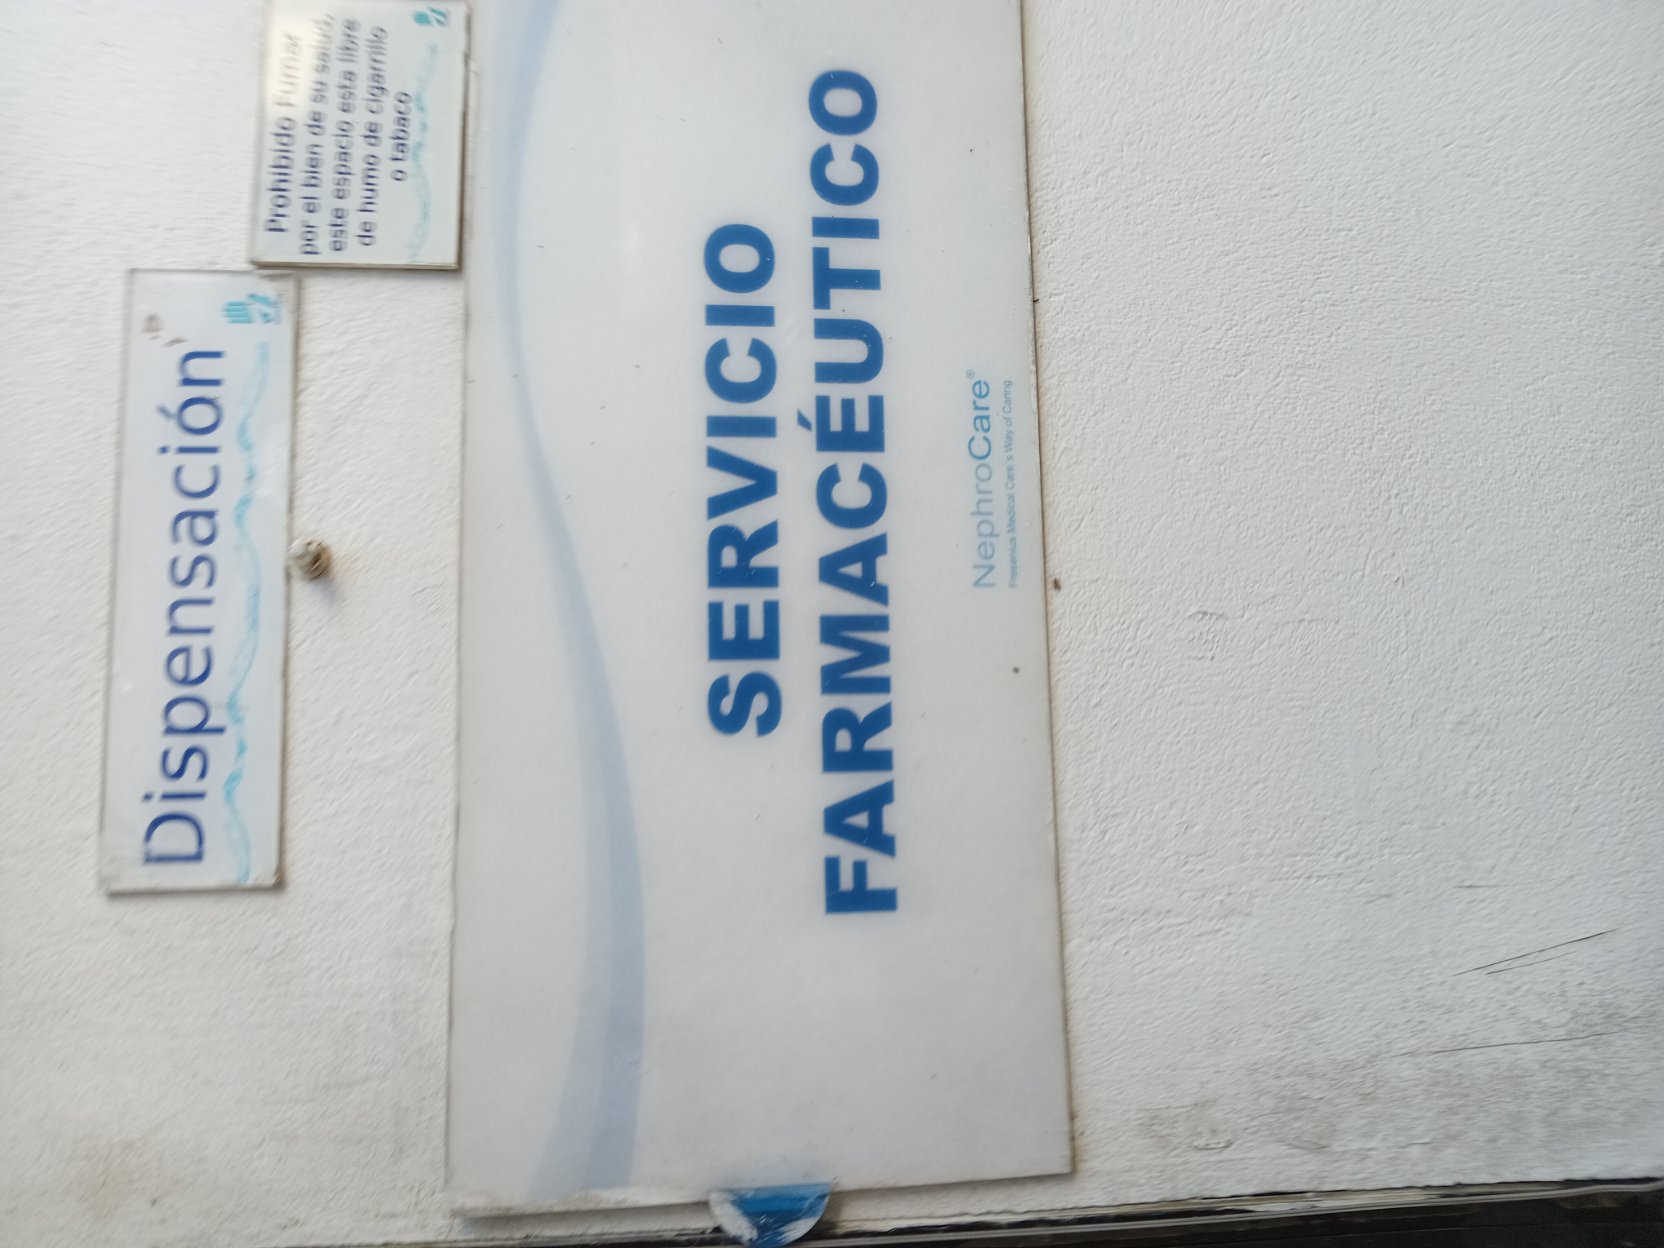 Dispensación
Prohibido Fumar
por el bien de su salud,
este espacio esta libre
de humo de cigarrillo
o tabaco
SERVICIO
FARMACÉUTICO
NephroCare®
Fresenius Medical Care's Way of Caring